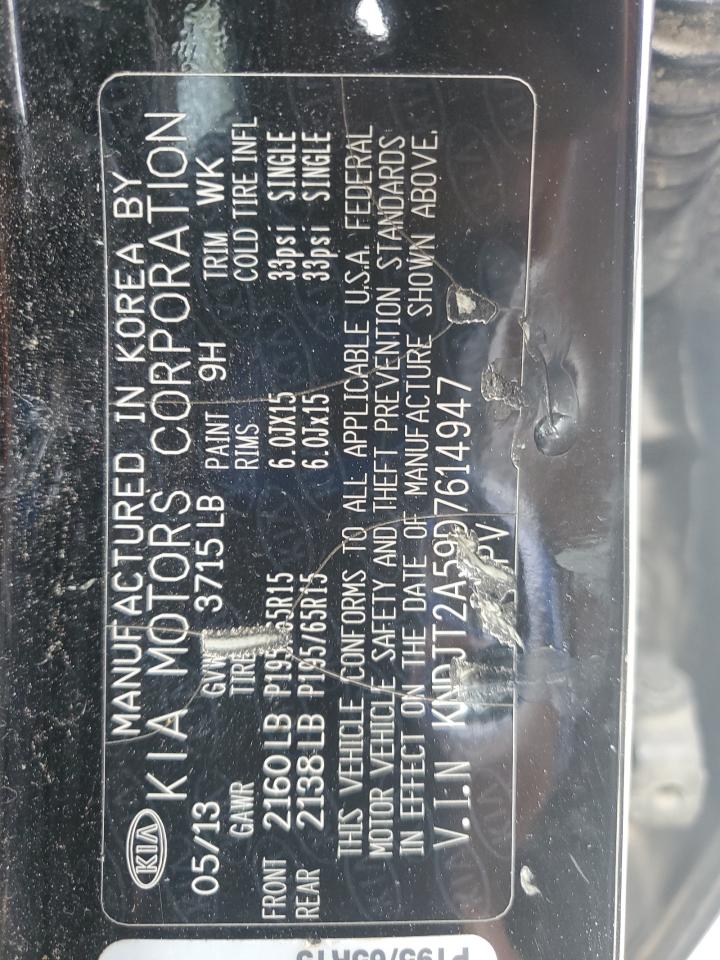 KIA
MANUFACTURED IN KOREA BY
KIA MOTORS CORPORATION
05/13 3715 LB PAINT 9H TRIM WK
GAWR RIMS COLD TIRE INFL
FRONT 2160 LB 6.0JX15 33psi SINGLE
REAR 2138 LB P195/65R15 6.0Jx15 33psi SINGLE
THIS VEHICLE CONFORMS TO ALL APPLICABLE U.S.A. FEDERAL
MOTOR VEHICLE SAFETY AND THEFT PREVENTION STANDARDS
IN EFFECT ON THE DATE OF MANUFACTURE SHOWN ABOVE.
V.I.N KNDJT2A59D7614947
P195/65R15